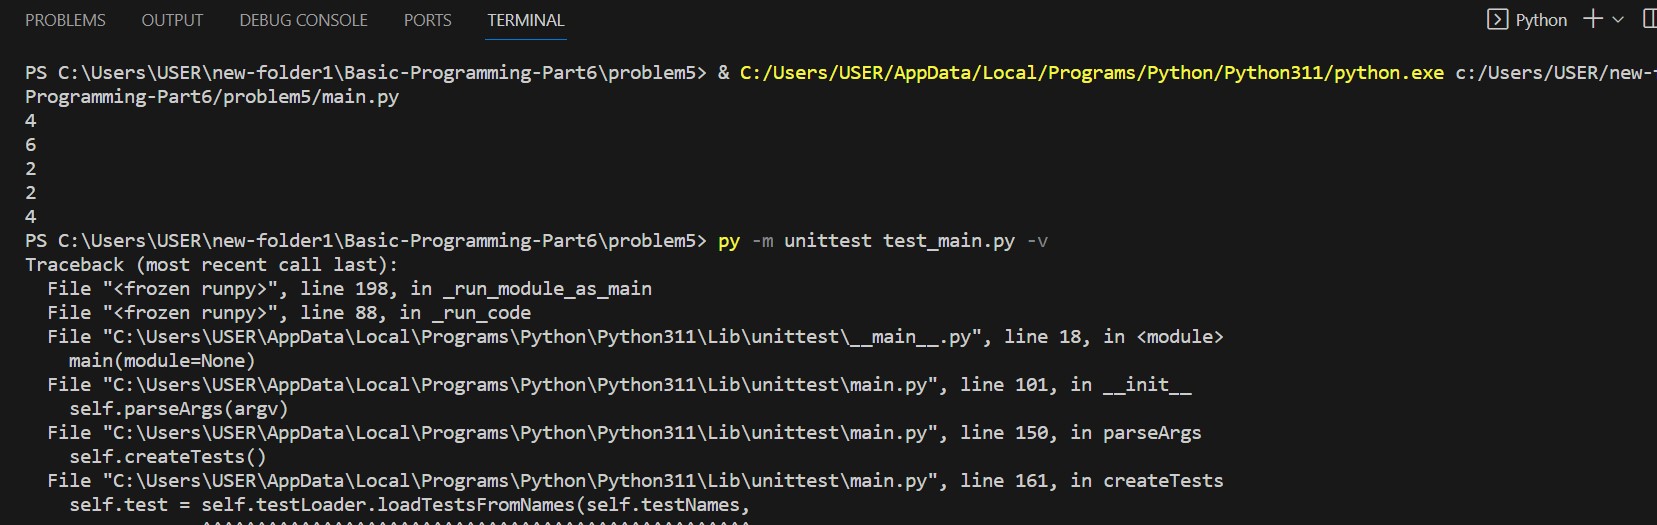 PROBLEMS OUTPUT DEBUG CONSOLE PORTS TERMINAL Python
PS C:\Users\USER\new-folder1\Basic-Programming-Part6\problem5> & C:/Users/USER/AppData/Local/Programs/Python/Python311/python.exe c:/Users/USER/new-
Programming-Part6/problem5/main.py
4
6
2
2
4
PS C:\Users\USER\new-folder1\Basic-Programming-Part6\problem5> py -m unittest test_main.py -v
Traceback (most recent call last):
  File "<frozen runpy>", line 198, in _run_module_as_main
  File "<frozen runpy>", line 88, in _run_code
  File "C:\Users\USER\AppData\Local\Programs\Python\Python311\Lib\unittest\__main__.py", line 18, in <module>
    main(module=None)
  File "C:\Users\USER\AppData\Local\Programs\Python\Python311\Lib\unittest\main.py", line 101, in __init__
    self.parseArgs(argv)
  File "C:\Users\USER\AppData\Local\Programs\Python\Python311\Lib\unittest\main.py", line 150, in parseArgs
    self.createTests()
  File "C:\Users\USER\AppData\Local\Programs\Python\Python311\Lib\unittest\main.py", line 161, in createTests
    self.test = self.testLoader.loadTestsFromNames(self.testNames,